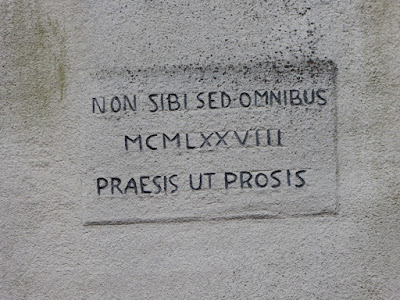 NON SIBI SED·OMNIBUS
MCMLXXVIII
PRAESIS UT PROSIS